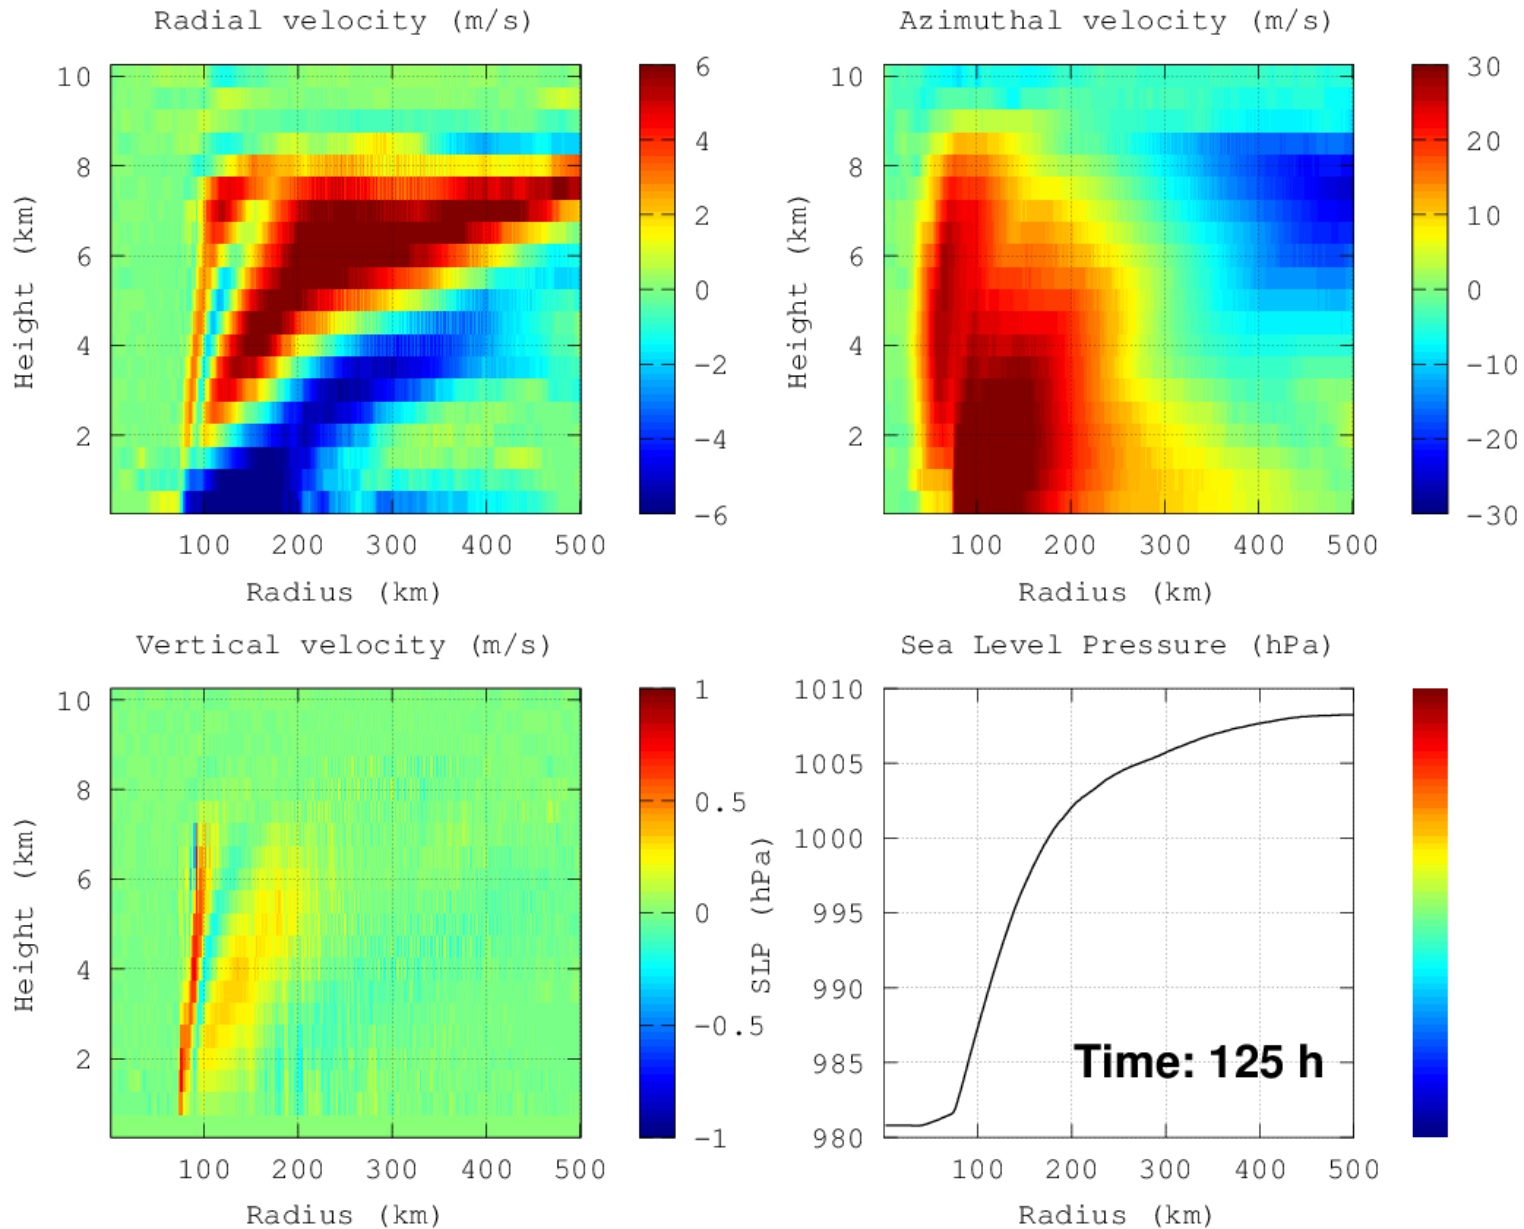 Radial velocity (m/s)
10
8
6
4
2
Height (km)
100 200 300 400 500
Radius (km)
6
4
2
0
−2
−4
−6
Azimuthal velocity (m/s)
10
8
6
4
2
Height (km)
100 200 300 400 500
Radius (km)
30
20
10
0
−10
−20
−30
Vertical velocity (m/s)
10
8
6
4
2
Height (km)
100 200 300 400 500
Radius (km)
1
0.5
0
−0.5
−1
Sea Level Pressure (hPa)
1010
1005
1000
995
990
985
980
SLP (hPa)
Time: 125 h
100 200 300 400 500
Radius (km)